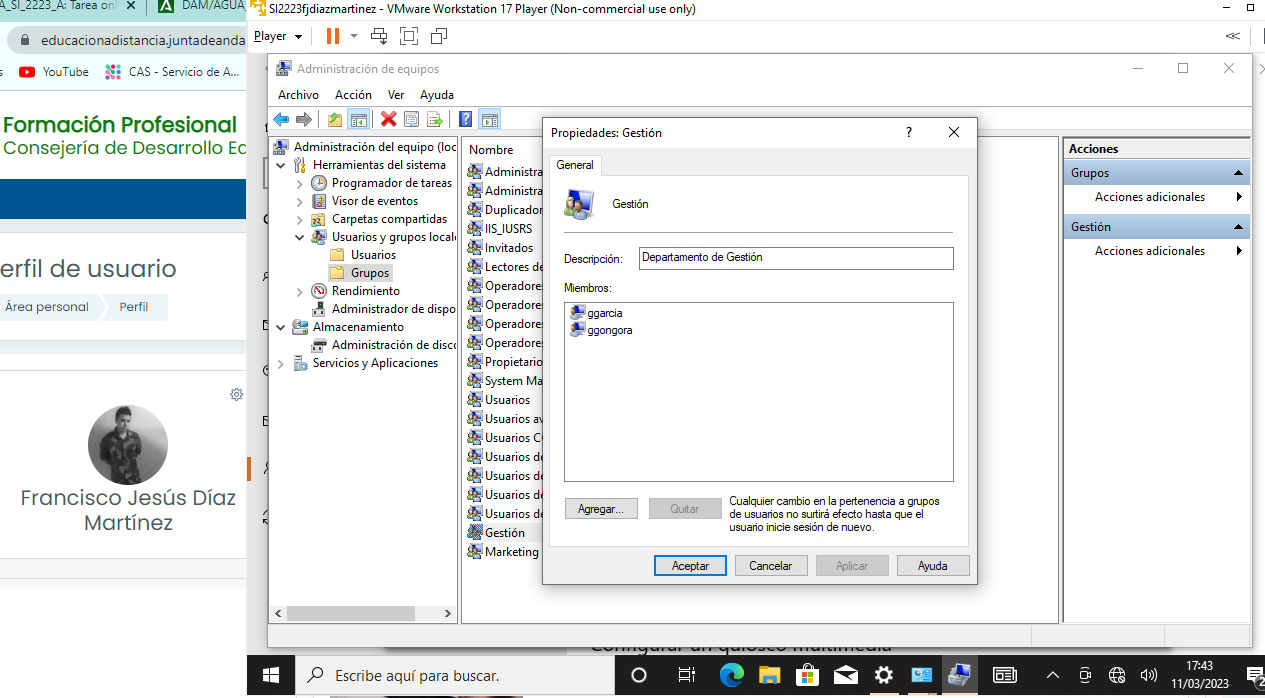 A_SI_2223_A: Tarea onl
DAM/AGUA
SI2223fjdiazmartinez - VMware Workstation 17 Player (Non-commercial use only)
educacionadistancia.juntadeanda
Player
YouTube
CAS - Servicio de A...
Administración de equipos
Archivo Acción Ver Ayuda
Formación Profesional
Consejería de Desarrollo Ec
erfil de usuario
Área personal
Perfil
Francisco Jesús Díaz
Martínez
Administración del equipo (loc
Herramientas del sistema
Programador de tareas
Visor de eventos
Carpetas compartidas
Usuarios y grupos locale
Usuarios
Grupos
Rendimiento
Administrador de dispo
Almacenamiento
Administración de disco
Servicios y Aplicaciones
Nombre
Administra
Administra
Duplicador
IIS_IUSRS
Invitados
Lectores de
Operadores
Operadores
Operadores
Operadores
Propietario
System Ma
Usuarios
Usuarios av
Usuarios CO
Usuarios de
Usuarios de
Usuarios de
Usuarios de
Gestión
Marketing
Propiedades: Gestión
?
General
Gestión
Descripción:
Departamento de Gestión
Miembros:
ggarcia
ggongora
Agregar...
Quitar
Cualquier cambio en la pertenencia a grupos
de usuarios no surtirá efecto hasta que el
usuario inicie sesión de nuevo.
Aceptar
Cancelar
Aplicar
Ayuda
Acciones
Grupos
Acciones adicionales
Gestión
Acciones adicionales
Configurar un quiosco multimedia
Escribe aquí para buscar.
17:43
11/03/2023
2